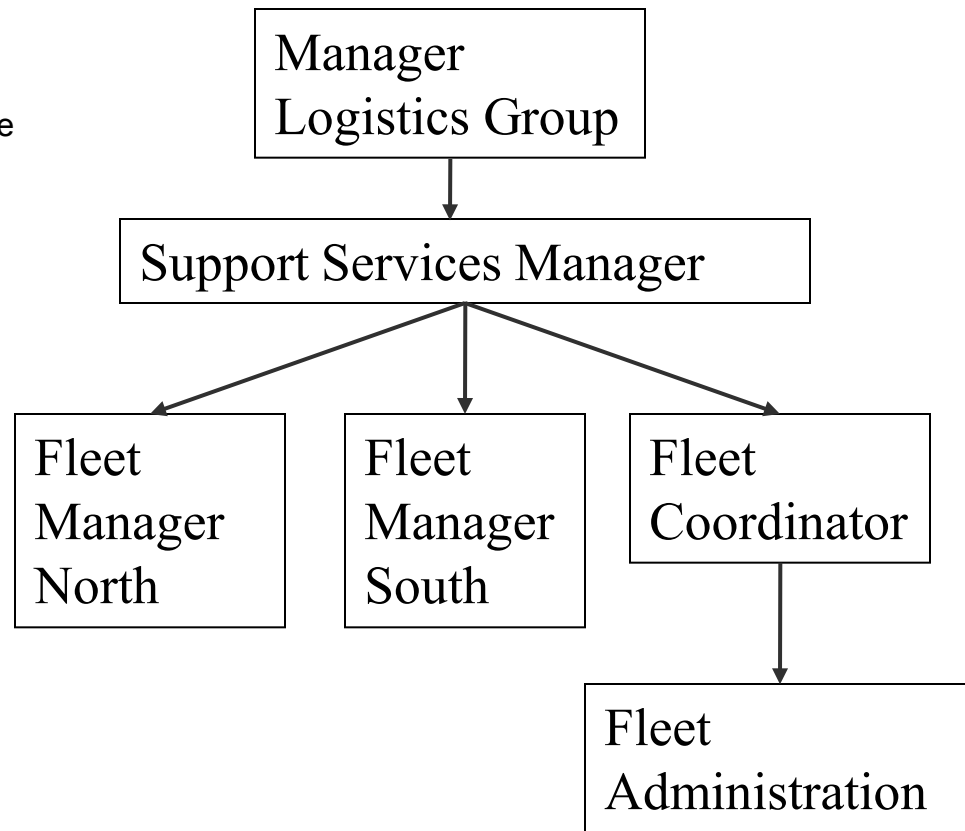 Manager
Logistics Group
e
Support Services Manager
Fleet
Manager
North
Fleet
Manager
South
Fleet
Coordinator
Fleet
Administration